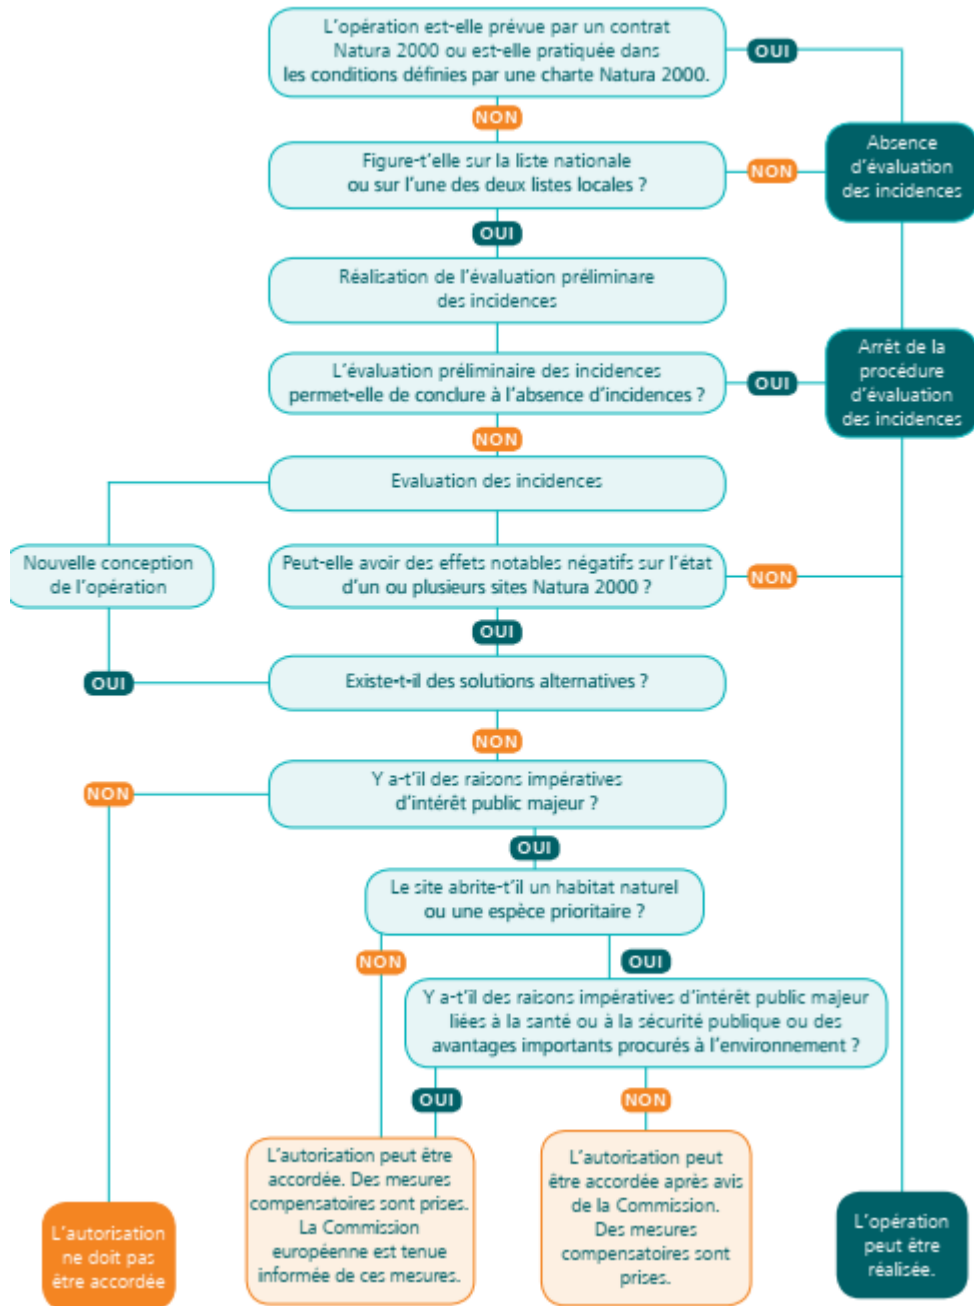 L'opération est-elle prévue par un contrat
Natura 2000 ou est-elle pratiquée dans
les conditions définies par une charte Natura 2000.
OUI
NON
Absence
d'évaluation
des incidences
Figure-t'elle sur la liste nationale
ou sur l'une des deux listes locales ?
NON
OUI
Réalisation de l'évaluation préliminaire
des incidences
L'évaluation préliminaire des incidences
permet-elle de conclure à l'absence d'incidences ?
OUI
Arrêt de la
procédure
d'évaluation
des incidences
NON
Evaluation des incidences
Nouvelle conception
de l'opération
Peut-elle avoir des effets notables négatifs sur l'état
d'un ou plusieurs sites Natura 2000 ?
NON
OUI
OUI
Existe-t-il des solutions alternatives ?
NON
NON
Y a-t'il des raisons impératives
d'intérêt public majeur ?
OUI
Le site abrite-t'il un habitat naturel
ou une espèce prioritaire ?
NON
OUI
Y a-t'il des raisons impératives d'intérêt public majeur
liées à la santé ou à la sécurité publique ou des
avantages importants procurés à l'environnement ?
OUI
NON
L'autorisation
ne doit pas
être accordée
L'autorisation peut être
accordée. Des mesures
compensatoires sont prises.
La Commission
européenne est tenue
informée de ces mesures.
L'autorisation peut
être accordée après avis
de la Commission.
Des mesures
compensatoires sont
prises.
L'opération
peut être
réalisée.